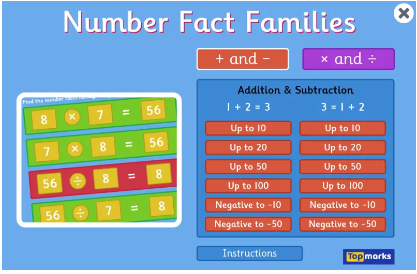 Number Fact Families
+ and −
× and ÷
Find the number fact
8 × 7 = 56
7 × 8 = 56
56 ÷ 8 = 8
56 ÷ 7 = 8
Addition & Subtraction
1 + 2 = 3
3 = 1 + 2
Up to 10
Up to 10
Up to 20
Up to 20
Up to 50
Up to 50
Up to 100
Up to 100
Negative to -10
Negative to -10
Negative to -50
Negative to -50
Instructions
Topmarks